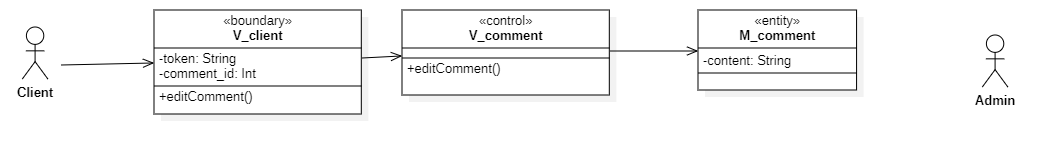 Client
«boundary»
V_client
-token: String
-comment_id: Int
+editComment()
«control»
V_comment
+editComment()
«entity»
M_comment
-content: String
Admin